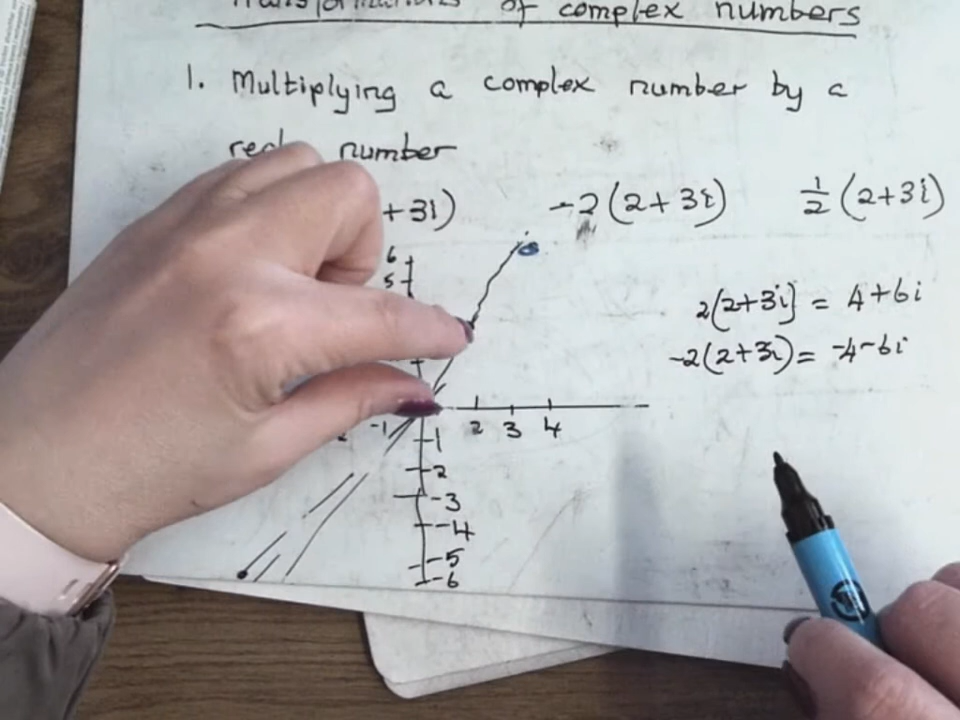 Transformations of complex numbers
1. Multiplying a complex number by a
real number
+3i) -2(2+3i) 1/2(2+3i)
6
5
2(2+3i) = 4+6i
-2(2+3i) = -4-6i
-1 2 3 4
-1
-2
-3
-4
-5
-6